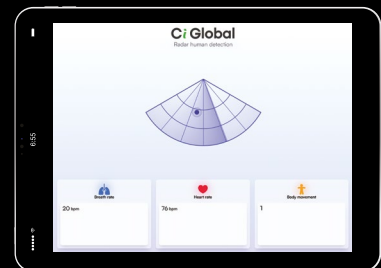 Ci Global
Radar human detection
Breath rate
Heart rate
Body movement
20 bpm
76 bpm
1
6:55